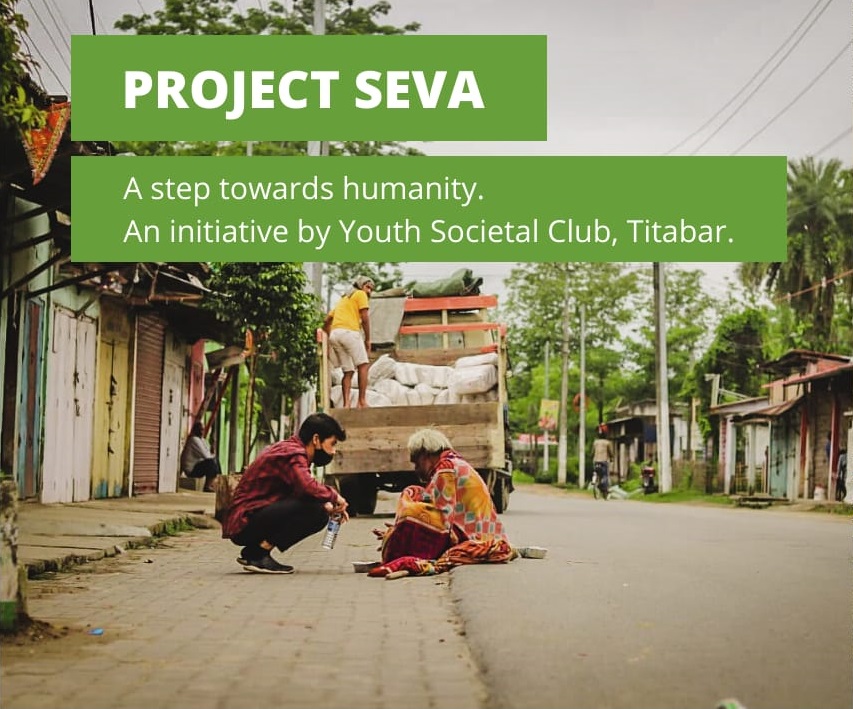 PROJECT SEVA
A step towards humanity.
An initiative by Youth Societal Club, Titabar.